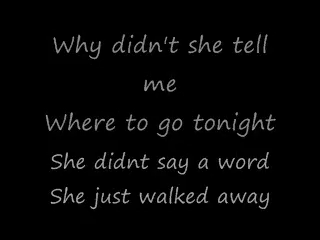 Why didn't she tell
me
Where to go tonight
She didnt say a word
She just walked away